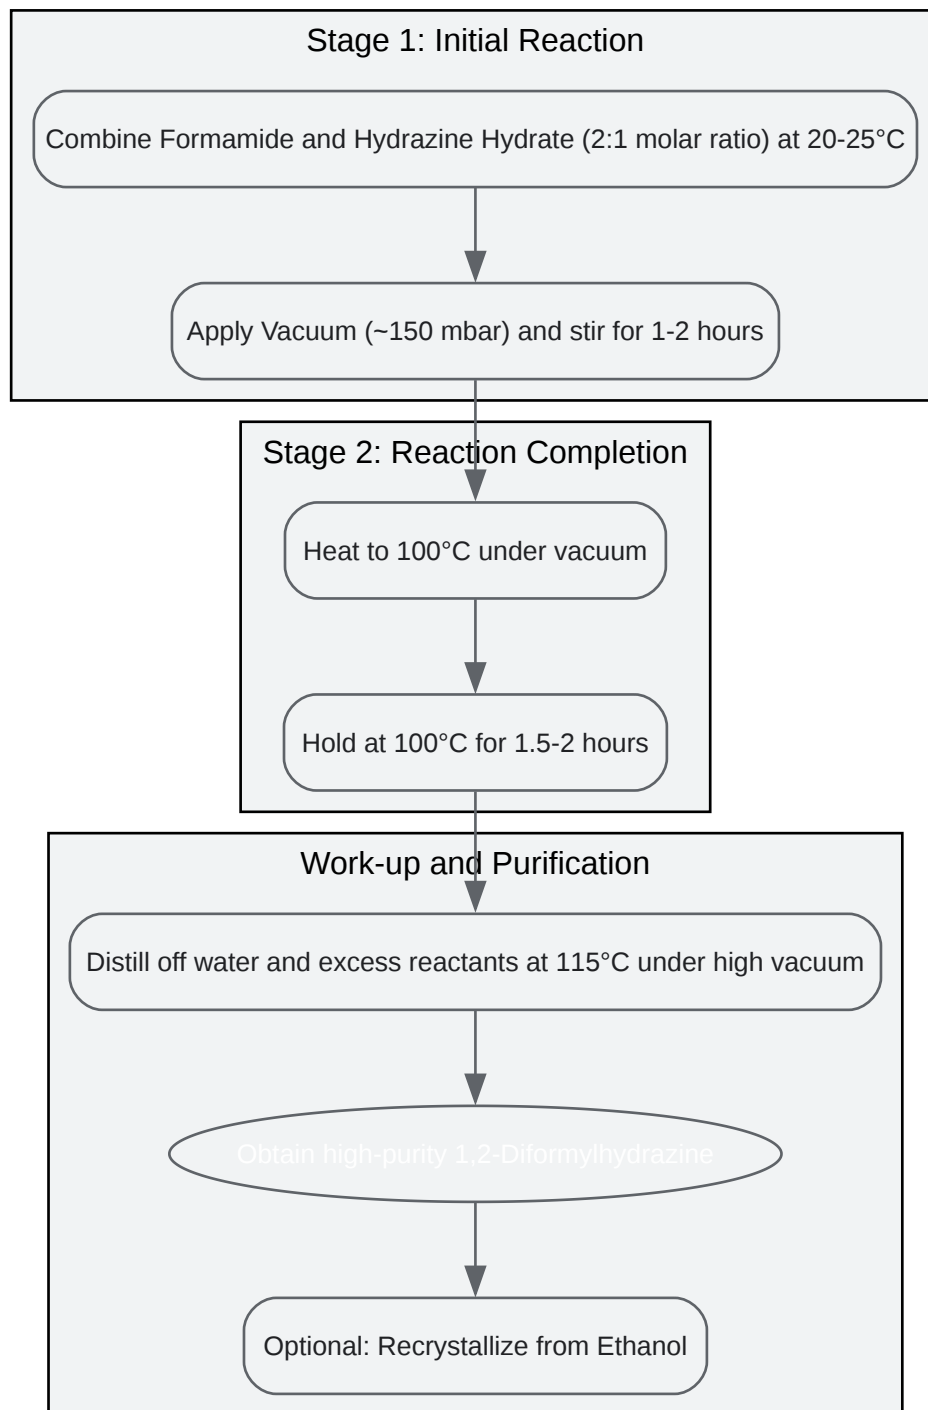 Stage 1: Initial Reaction
Combine Formamide and Hydrazine Hydrate (2:1 molar ratio) at 20-25°C
Apply Vacuum (~150 mbar) and stir for 1-2 hours
Stage 2: Reaction Completion
Heat to 100°C under vacuum
Hold at 100°C for 1.5-2 hours
Work-up and Purification
Distill off water and excess reactants at 115°C under high vacuum
Obtain high-purity 1,2-Diformylhydrazine
Optional: Recrystallize from Ethanol